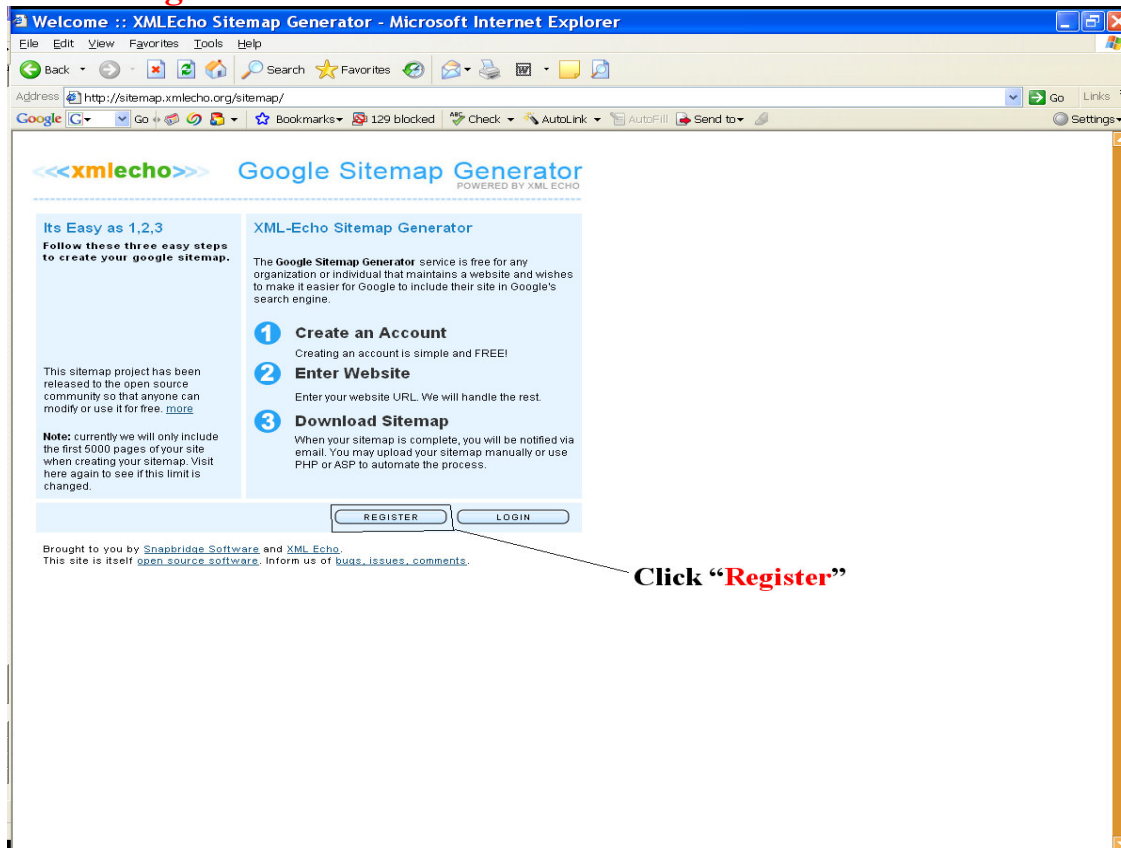 Welcome :: XMLEcho Sitemap Generator - Microsoft Internet Explorer
File Edit View Favorites Tools Help
Back Search Favorites
Address http://sitemap.xmlecho.org/sitemap/ Go Links
Google G Go Bookmarks 129 blocked Check AutoLink AutoFill Send to Settings
<<<xmlecho>>> Google Sitemap Generator
POWERED BY XML ECHO
Its Easy as 1,2,3
Follow these three easy steps
to create your google sitemap.
This sitemap project has been
released to the open source
community so that anyone can
modify or use it for free. more
Note: currently we will only include
the first 5000 pages of your site
when creating your sitemap. Visit
here again to see if this limit is
changed.
XML-Echo Sitemap Generator
The Google Sitemap Generator service is free for any
organization or individual that maintains a website and wishes
to make it easier for Google to include their site in Google's
search engine.
1 Create an Account
Creating an account is simple and FREE!
2 Enter Website
Enter your website URL. We will handle the rest.
3 Download Sitemap
When your sitemap is complete, you will be notified via
email. You may upload your sitemap manually or use
PHP or ASP to automate the process.
REGISTER LOGIN
Brought to you by Snapbridge Software and XML Echo.
This site is itself open source software. Inform us of bugs, issues, comments.
Click “Register”